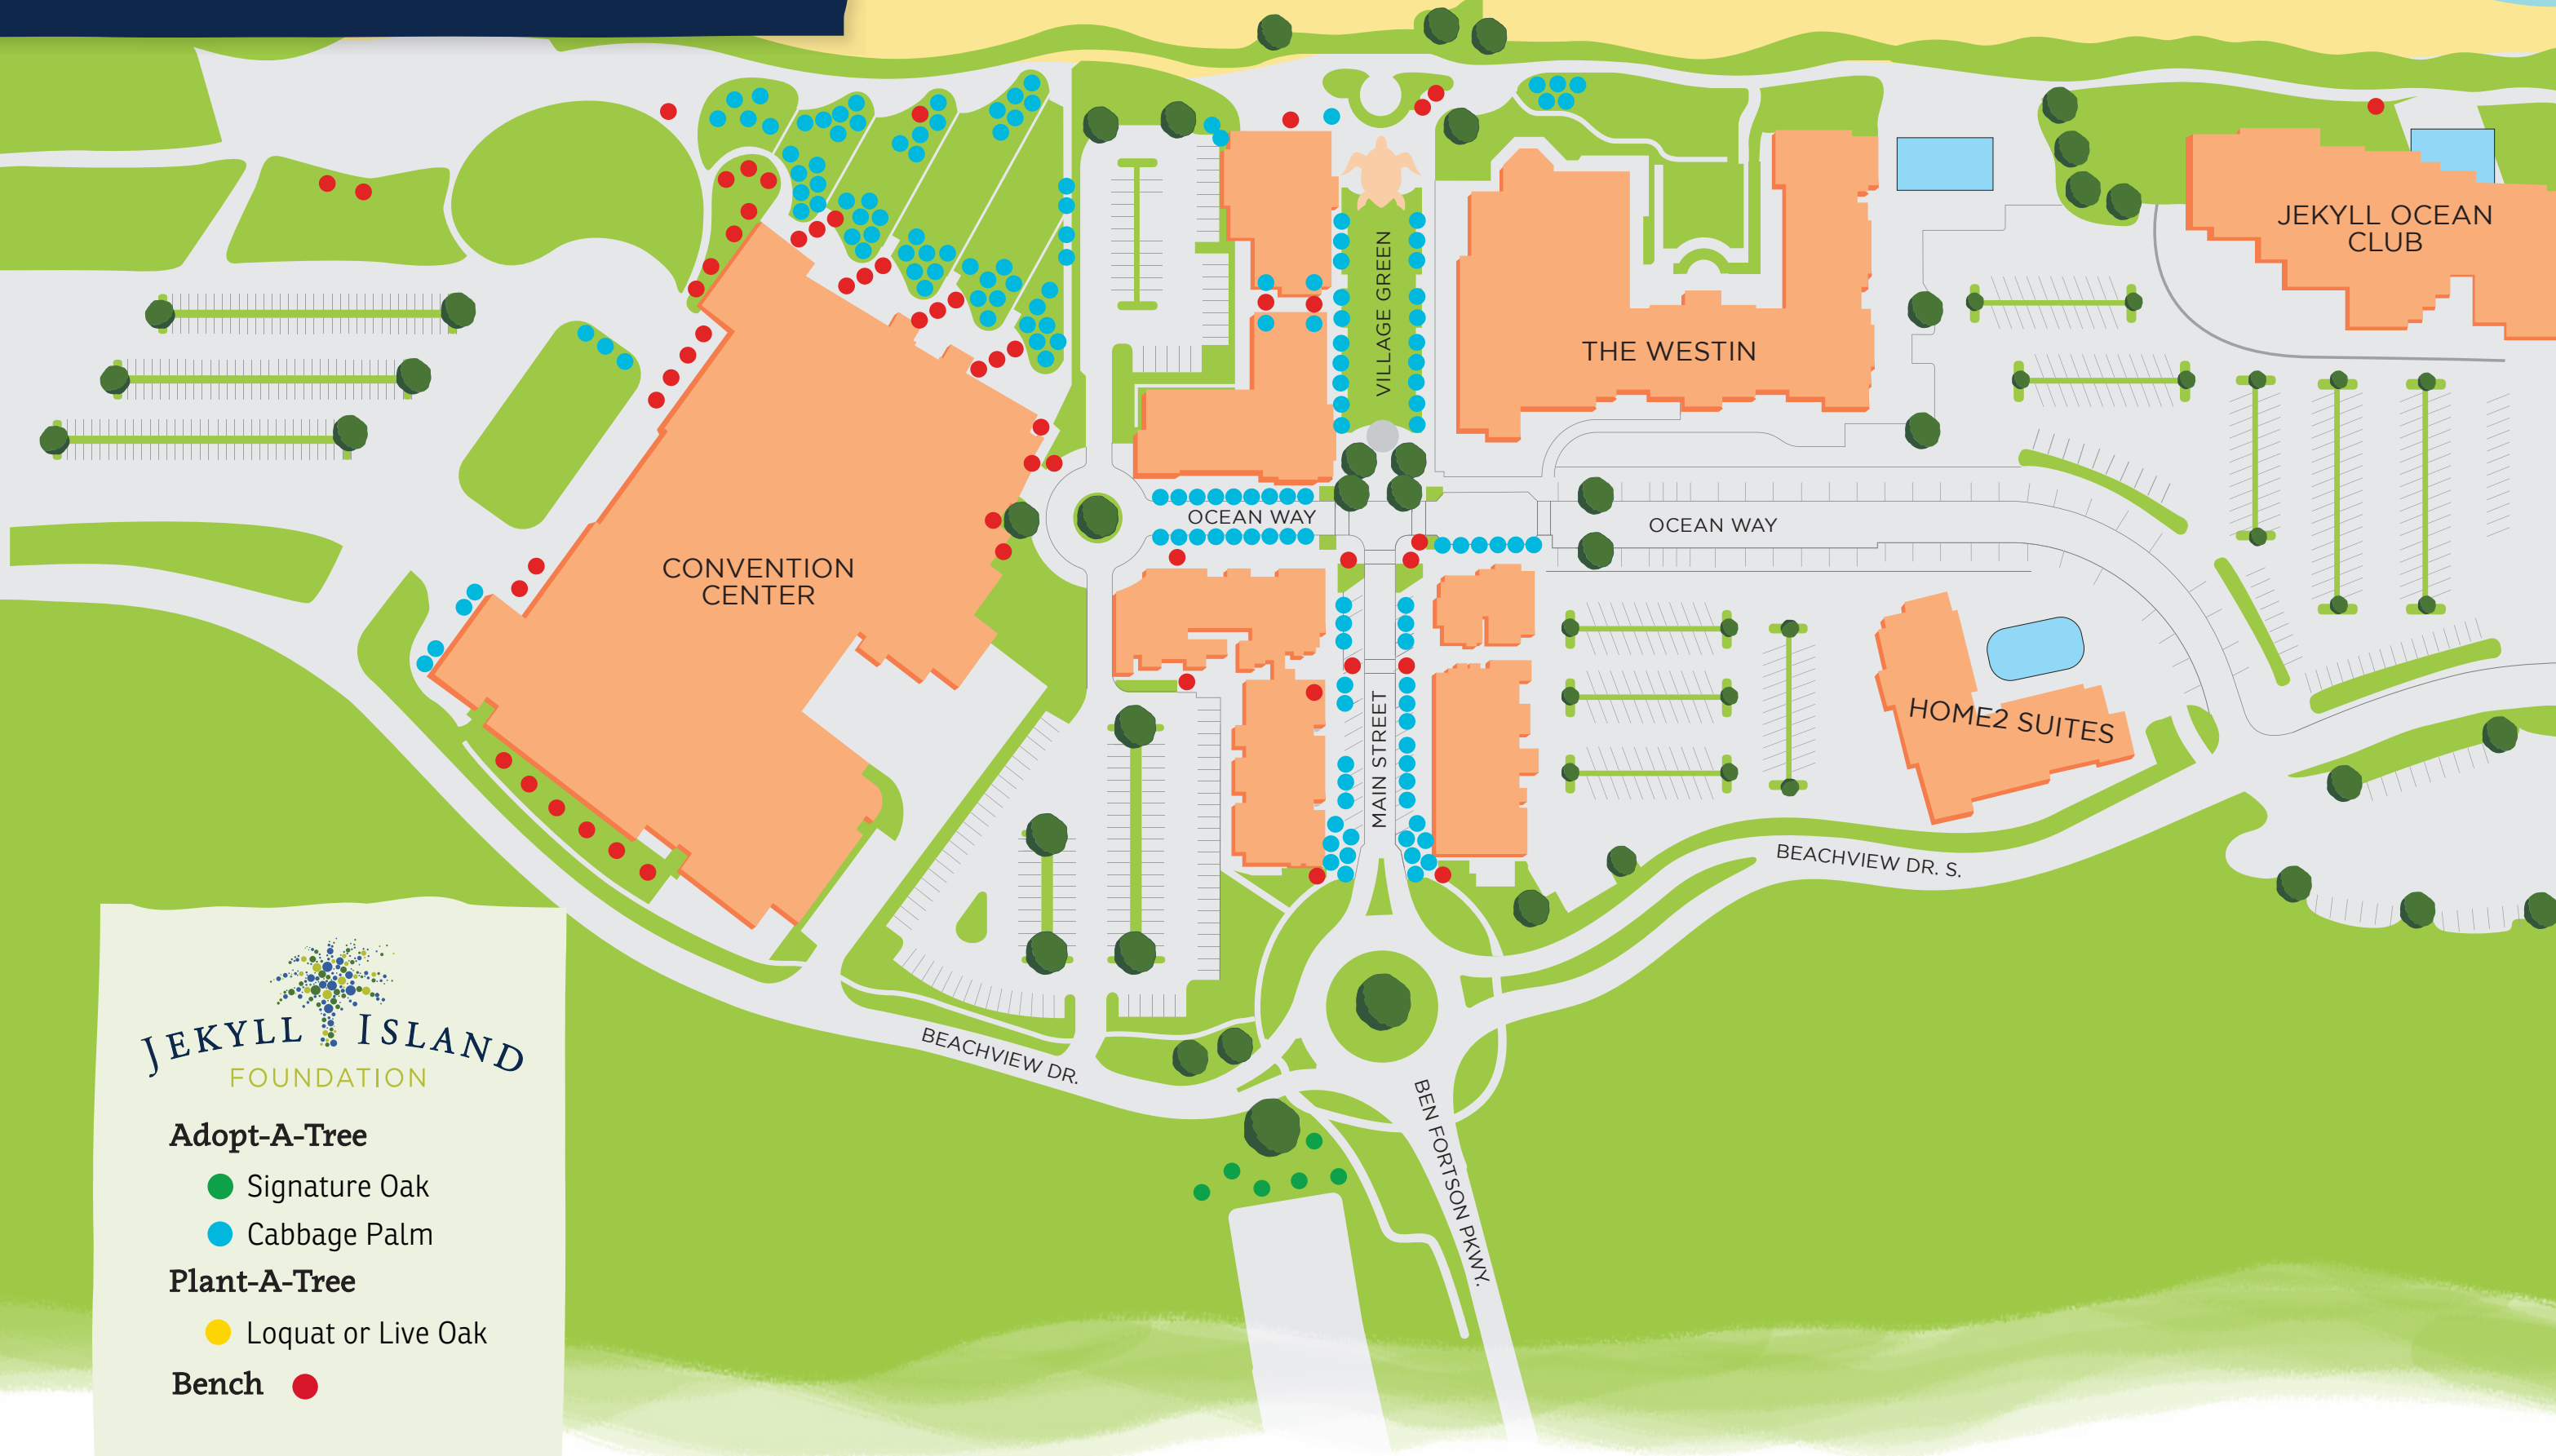 JEKYLL OCEAN
CLUB
VILLAGE GREEN
THE WESTIN
OCEAN WAY
OCEAN WAY
CONVENTION
CENTER
MAIN STREET
HOME2 SUITES
BEACHVIEW DR. S.
BEACHVIEW DR.
BEN FORTSON PKWY.
JEKYLL ISLAND
FOUNDATION
Adopt-A-Tree
Signature Oak
Cabbage Palm
Plant-A-Tree
Loquat or Live Oak
Bench